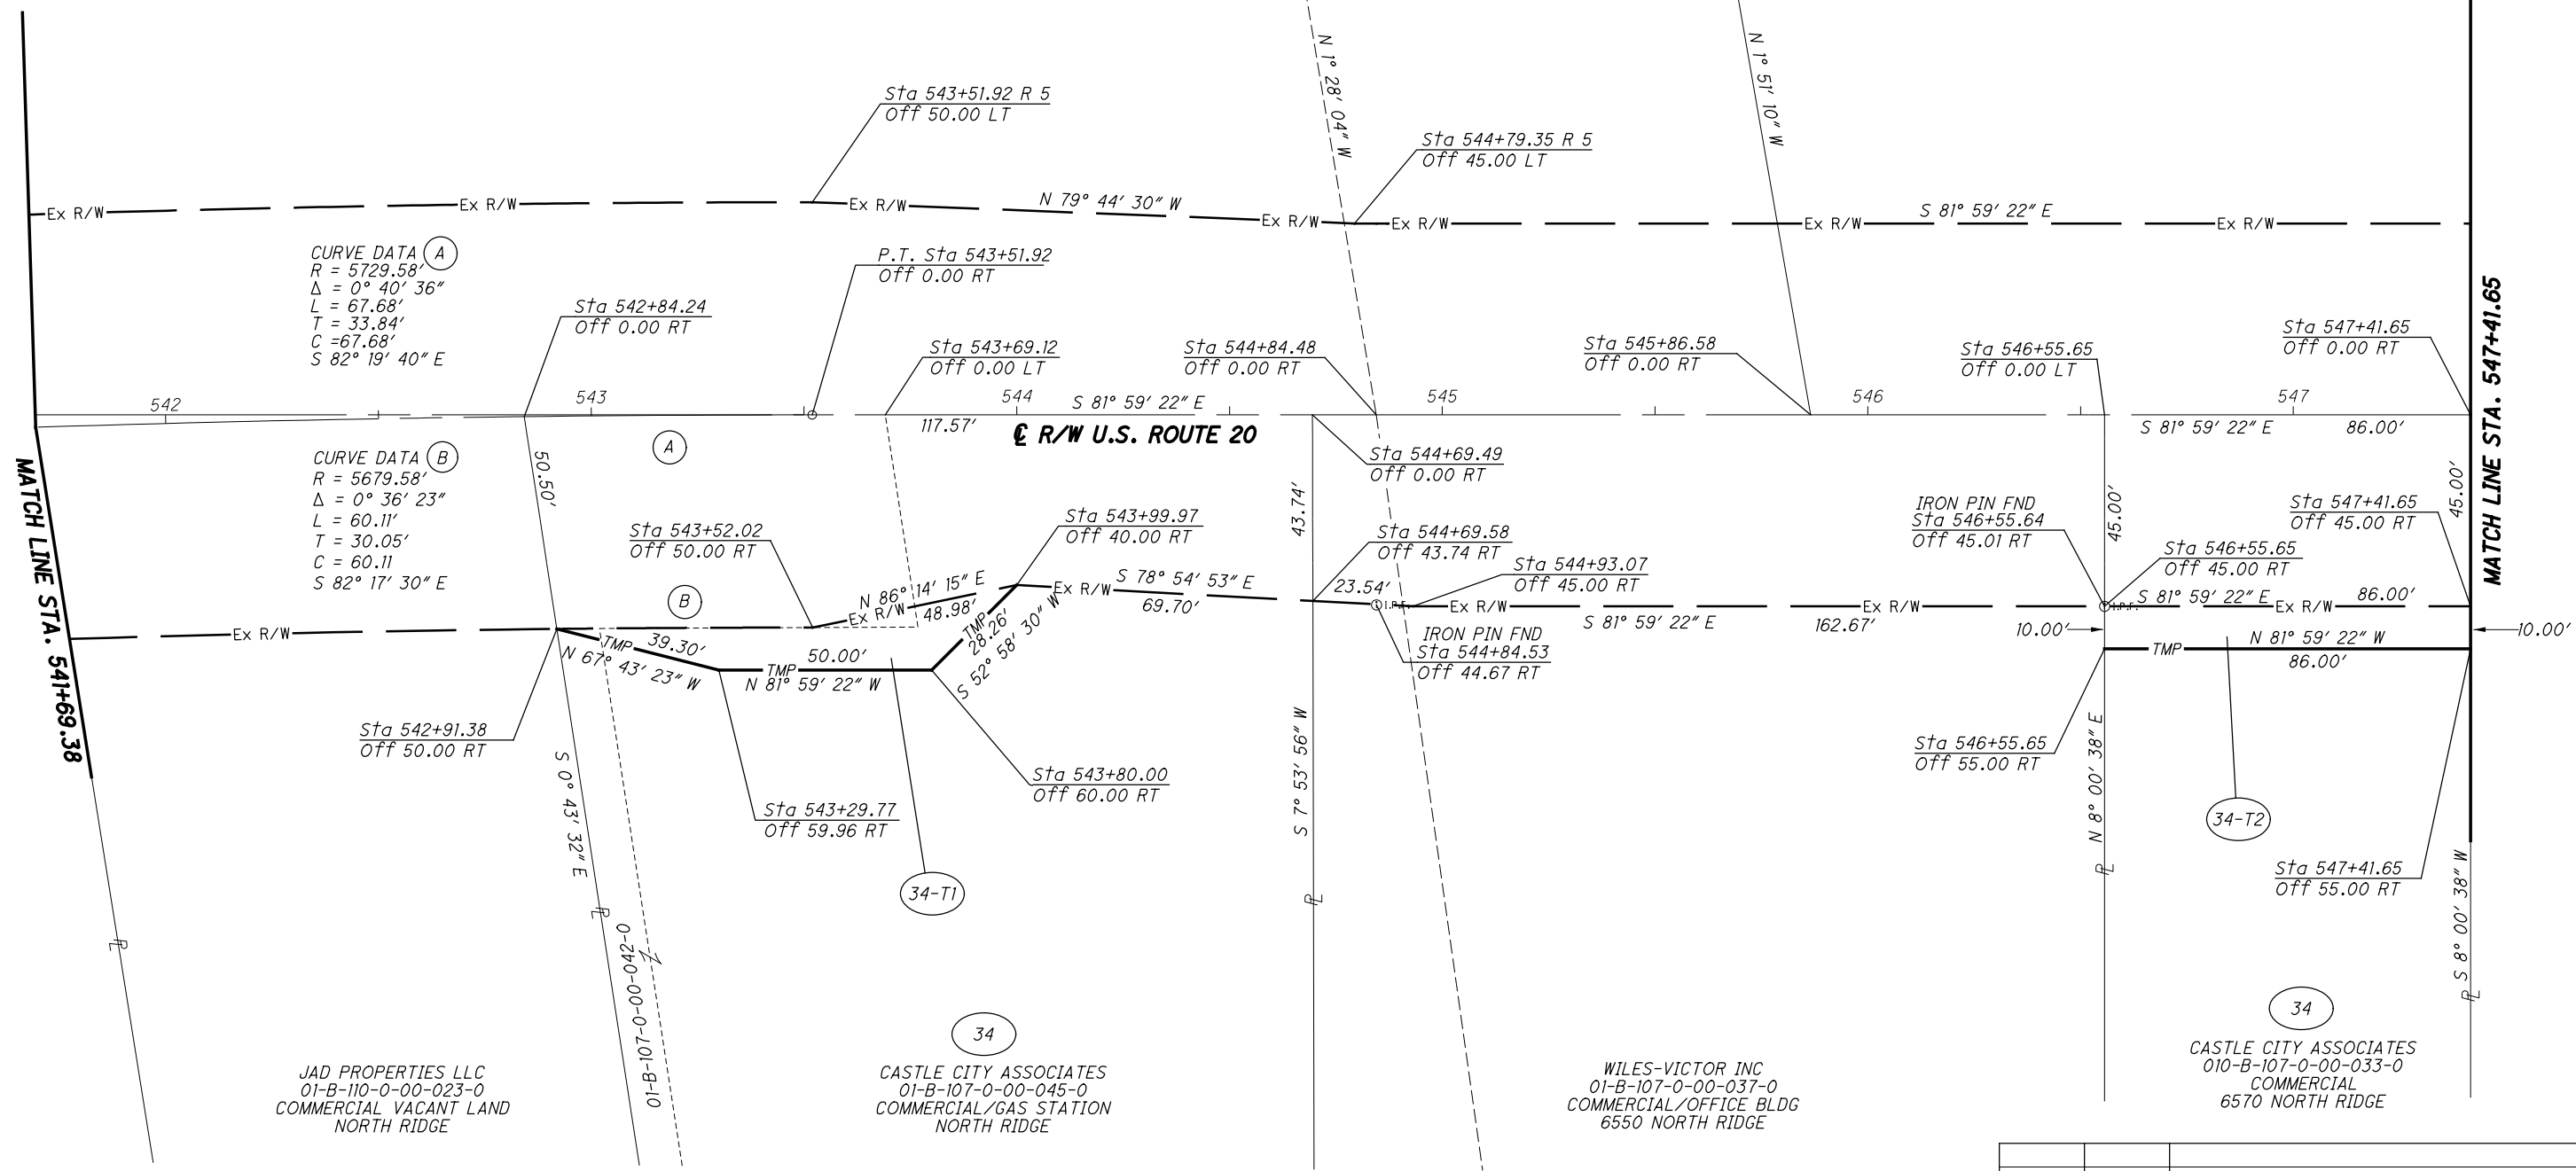 N 1° 28' 04" W
N 1° 51' 10" W
Sta 543+51.92 R 5
Off 50.00 LT
Sta 544+79.35 R 5
Off 45.00 LT
Ex R/W
Ex R/W
Ex R/W
N 79° 44' 30" W
Ex R/W
Ex R/W
Ex R/W
S 81° 59' 22" E
Ex R/W
CURVE DATA A
R = 5729.58'
Δ = 0° 40' 36"
L = 67.68'
T = 33.84'
C =67.68'
S 82° 19' 40" E
P.T. Sta 543+51.92
Off 0.00 RT
Sta 542+84.24
Off 0.00 RT
Sta 543+69.12
Off 0.00 LT
Sta 544+84.48
Off 0.00 RT
Sta 545+86.58
Off 0.00 RT
Sta 546+55.65
Off 0.00 LT
Sta 547+41.65
Off 0.00 RT
MATCH LINE STA. 547+41.65
542
543
544
S 81° 59' 22" E
545
546
547
117.57'
℄ R/W U.S. ROUTE 20
S 81° 59' 22" E
86.00'
A
CURVE DATA B
R = 5679.58'
Δ = 0° 36' 23"
L = 60.11'
T = 30.05'
C = 60.11
S 82° 17' 30" E
50.50'
MATCH LINE STA. 541+69.38
Sta 544+69.49
Off 0.00 RT
43.74'
45.00'
45.00'
Sta 543+52.02
Off 50.00 RT
Sta 543+99.97
Off 40.00 RT
Sta 544+69.58
Off 43.74 RT
Sta 544+93.07
Off 45.00 RT
IRON PIN FND
Sta 546+55.64
Off 45.01 RT
Sta 546+55.65
Off 45.00 RT
Sta 547+41.65
Off 45.00 RT
B
N 86° 14' 15" E
Ex R/W
48.98'
Ex R/W
S 78° 54' 53" E
69.70'
23.54'
I.P.F.
Ex R/W
S 81° 59' 22" E
162.67'
Ex R/W
I.P.F.
S 81° 59' 22" E
Ex R/W
86.00'
Ex R/W
TMP
39.30'
N 67° 43' 23" W
TMP
50.00'
N 81° 59' 22" W
TMP
28.26'
S 52° 58' 30" W
IRON PIN FND
Sta 544+84.53
Off 44.67 RT
10.00'
10.00'
TMP
N 81° 59' 22" W
86.00'
Sta 542+91.38
Off 50.00 RT
Sta 543+29.77
Off 59.96 RT
Sta 543+80.00
Off 60.00 RT
Sta 546+55.65
Off 55.00 RT
Sta 547+41.65
Off 55.00 RT
S 0° 43' 32" E
S 7° 53' 56" W
N 8° 00' 38" E
S 8° 00' 38" W
34-T1
34-T2
PL
PL
PL
PL
PL
01-B-107-0-00-042-0
JAD PROPERTIES LLC
01-B-110-0-00-023-0
COMMERCIAL VACANT LAND
NORTH RIDGE
34
CASTLE CITY ASSOCIATES
01-B-107-0-00-045-0
COMMERCIAL/GAS STATION
NORTH RIDGE
WILES-VICTOR INC
01-B-107-0-00-037-0
COMMERCIAL/OFFICE BLDG
6550 NORTH RIDGE
34
CASTLE CITY ASSOCIATES
010-B-107-0-00-033-0
COMMERCIAL
6570 NORTH RIDGE